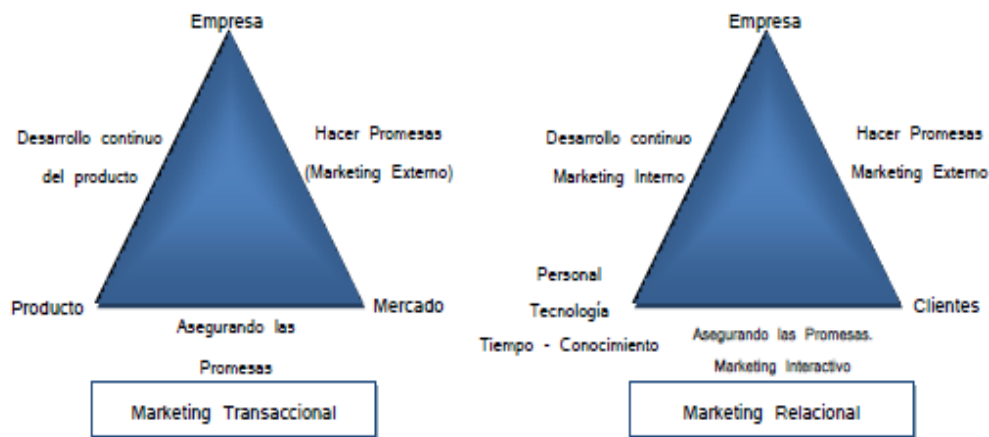 Empresa
Desarrollo continuo
del producto
Hacer Promesas
(Marketing Externo)
Producto
Mercado
Asegurando las
Promesas
Marketing Transaccional
Empresa
Desarrollo continuo
Marketing Interno
Hacer Promesas
Marketing Externo
Personal
Tecnología
Tiempo - Conocimiento
Clientes
Asegurando las Promesas.
Marketing Interactivo
Marketing Relacional